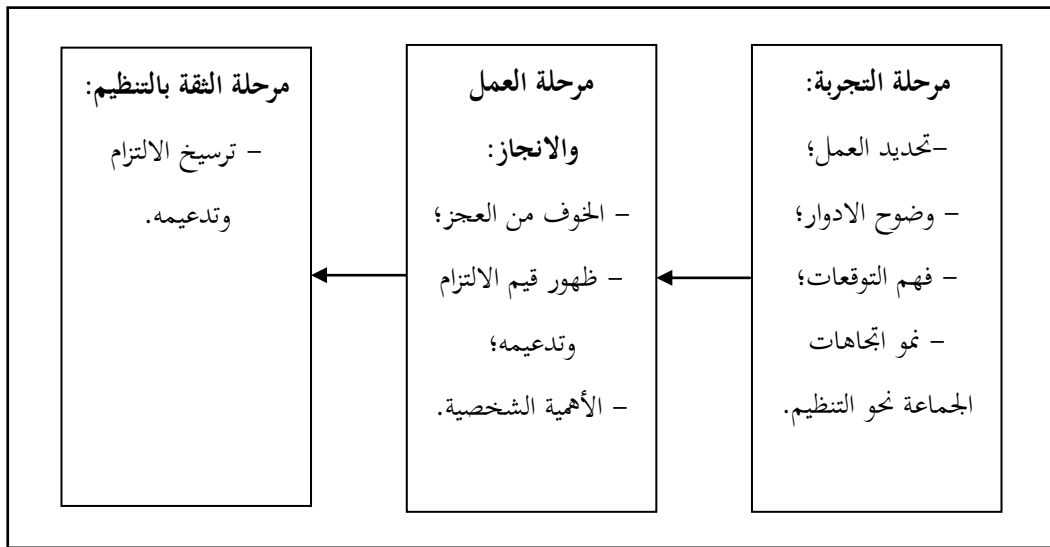 مرحلة التجربة:
–تحديد العمل؛
– وضوح الادوار؛
– فهم التوقعات؛
– نمو اتجاهات
الجماعة نحو التنظيم.
مرحلة العمل
والانجاز:
– الخوف من العجز؛
– ظهور قيم الالتزام
وتدعيمه؛
– الأهمية الشخصية.
مرحلة الثقة بالتنظيم:
– ترسيخ الالتزام
وتدعيمه.